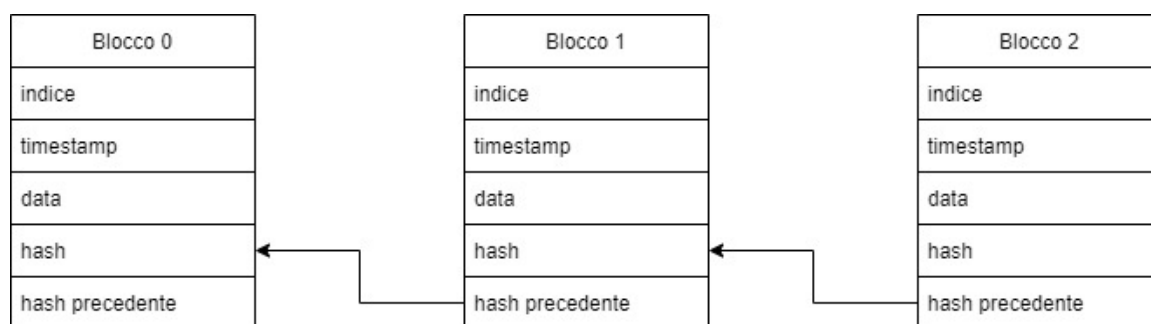 Blocco 0
indice
timestamp
data
hash
hash precedente
Blocco 1
indice
timestamp
data
hash
hash precedente
Blocco 2
indice
timestamp
data
hash
hash precedente